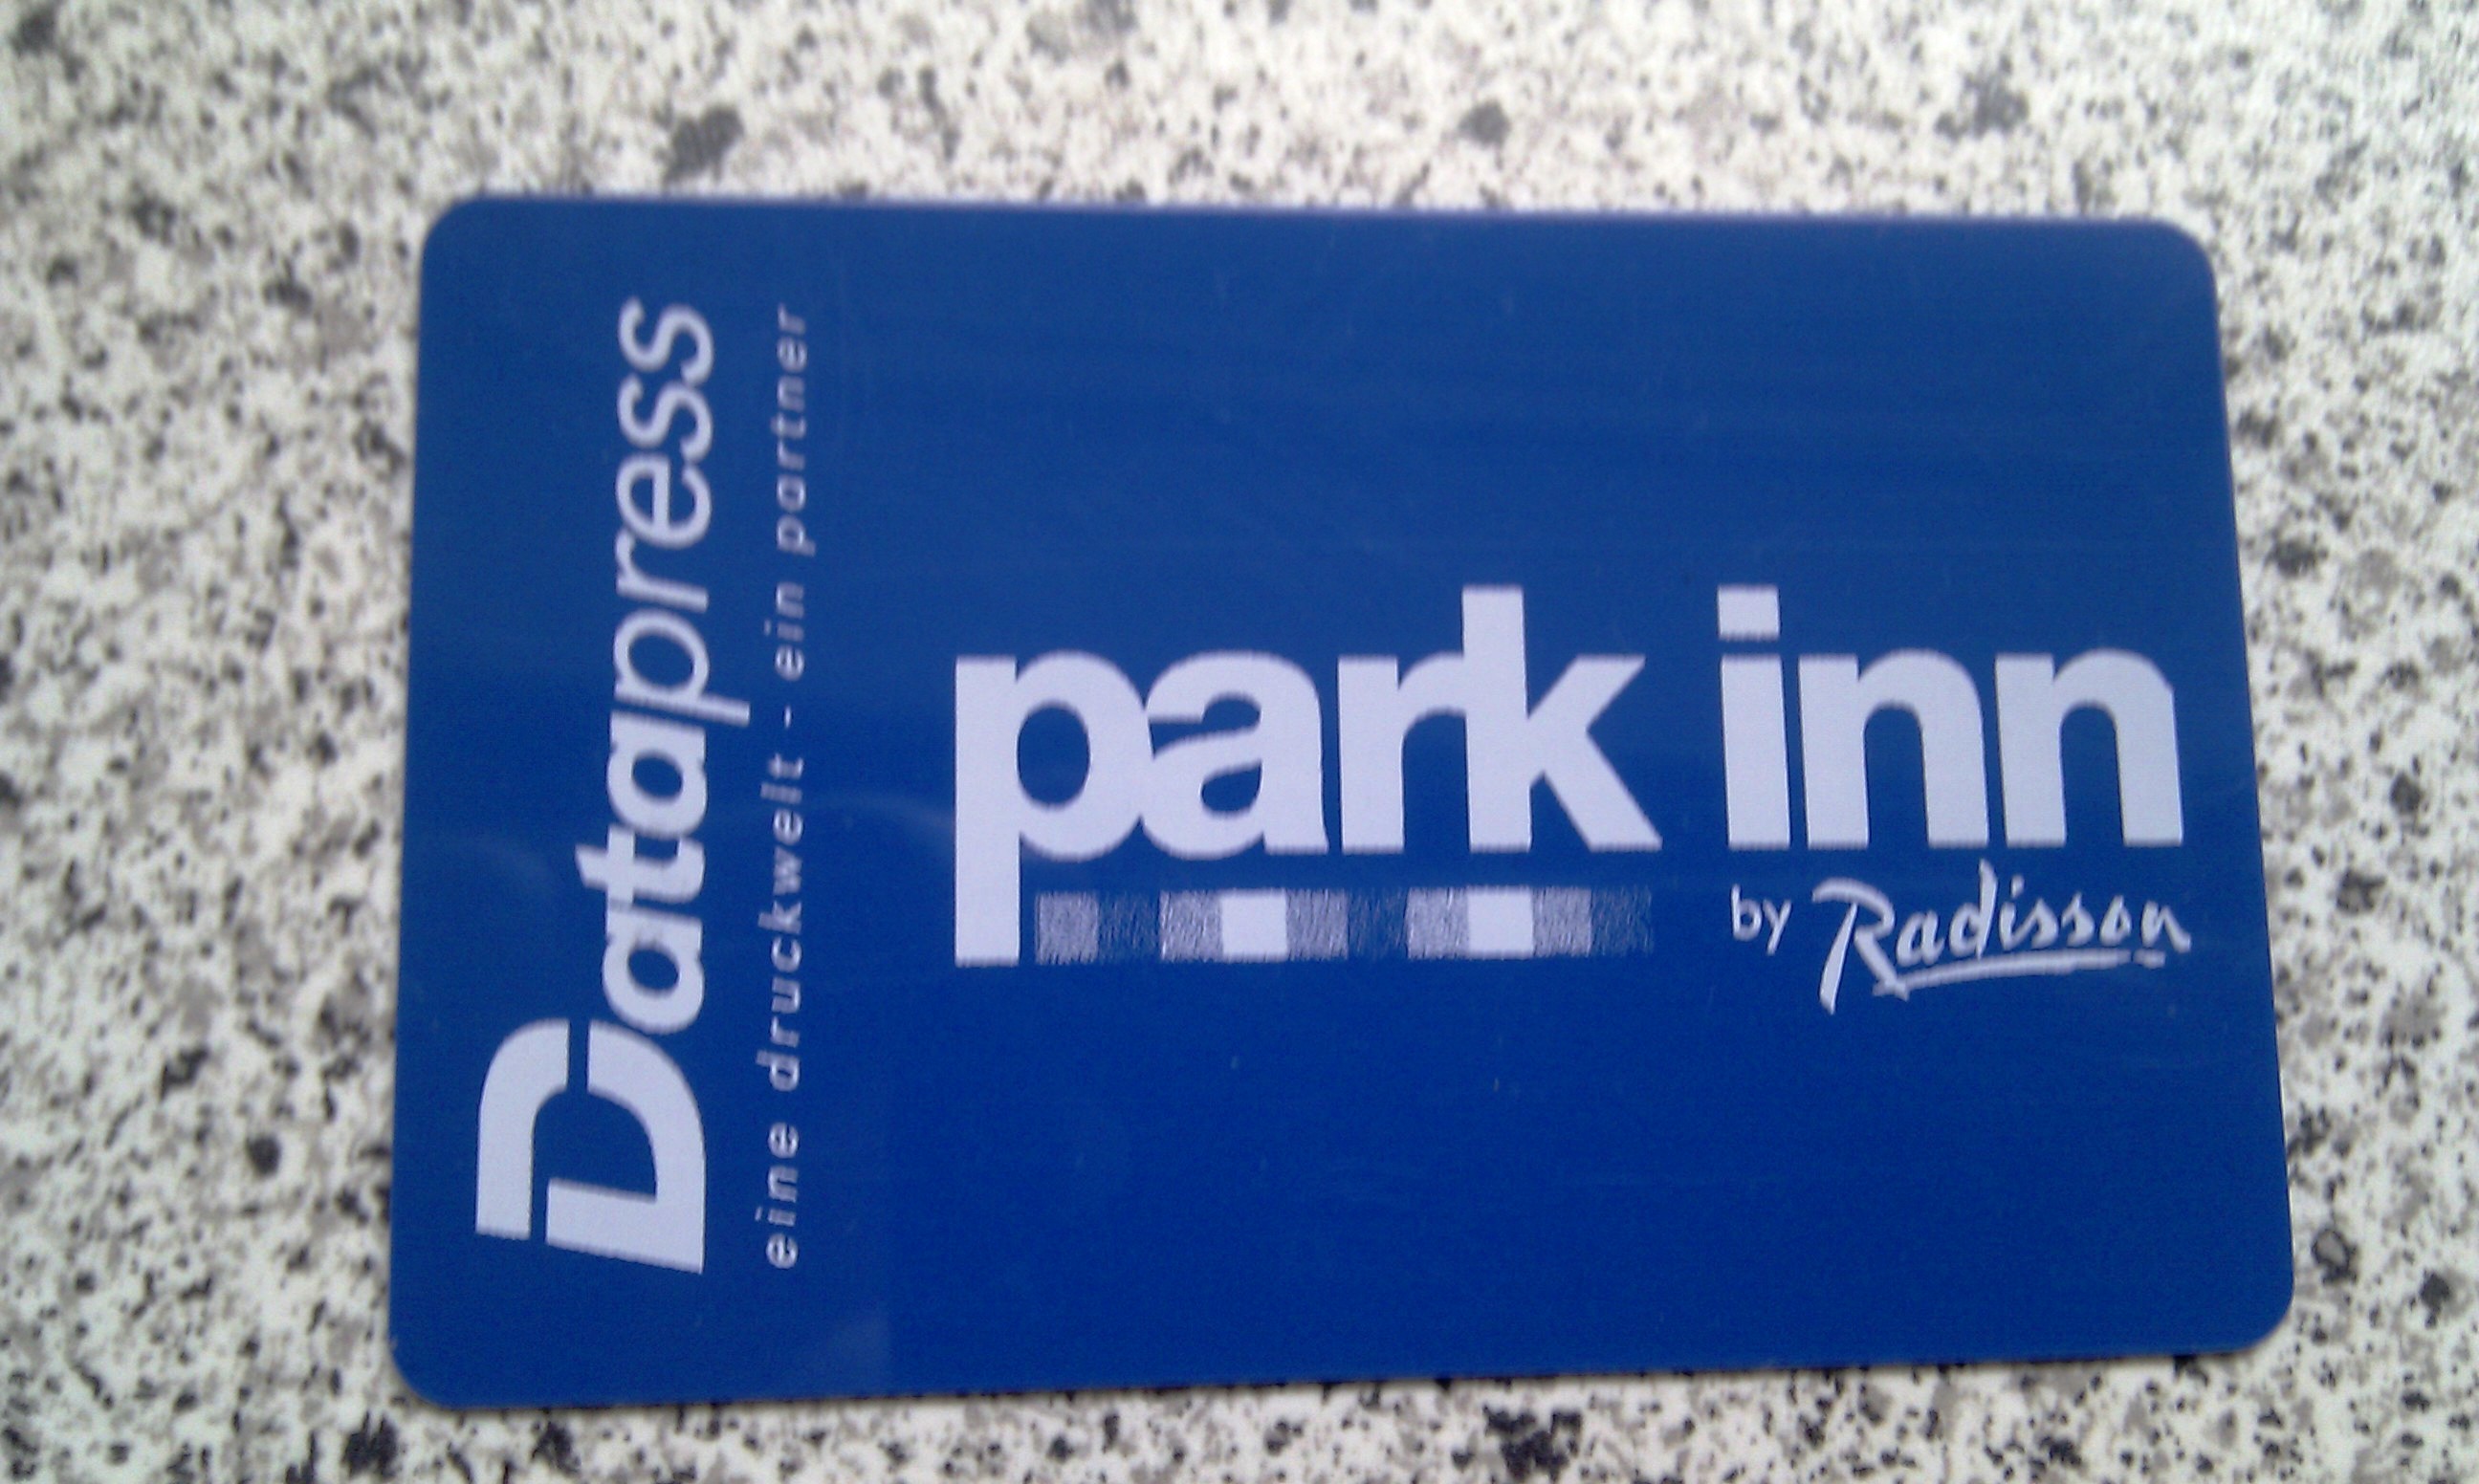 Datapress
eine druckwelt - ein partner
park inn
by Radisson